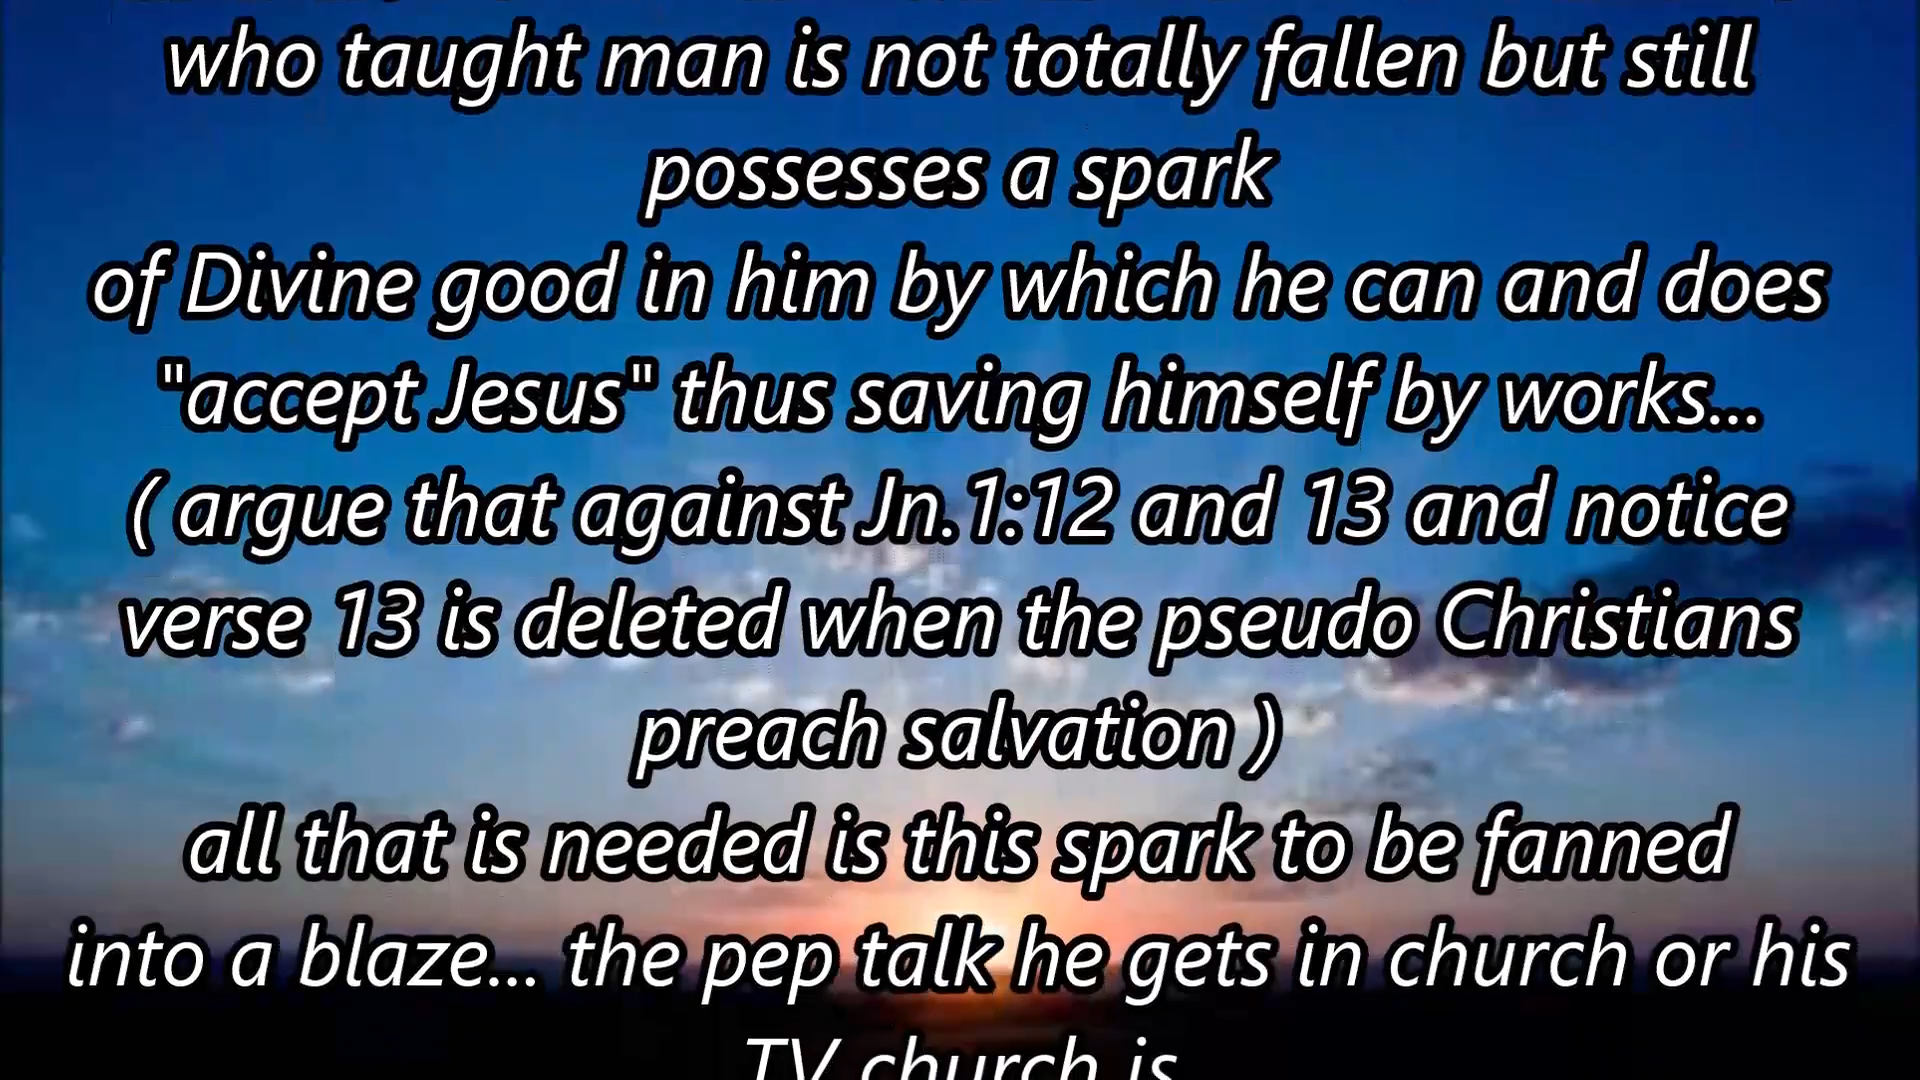 who taught man is not totally fallen but still
possesses a spark
of Divine good in him by which he can and does
"accept Jesus" thus saving himself by works...
( argue that against Jn.1:12 and 13 and notice
verse 13 is deleted when the pseudo Christians
preach salvation )
all that is needed is this spark to be fanned
into a blaze... the pep talk he gets in church or his
TV church is